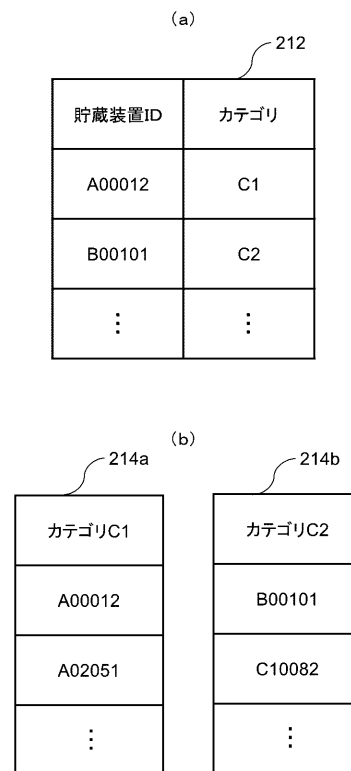 (a)
212
貯蔵装置ID カテゴリ
A00012 C1
B00101 C2
⋮ ⋮
(b)
214a 214b
カテゴリC1 カテゴリC2
A00012 B00101
A02051 C10082
⋮ ⋮